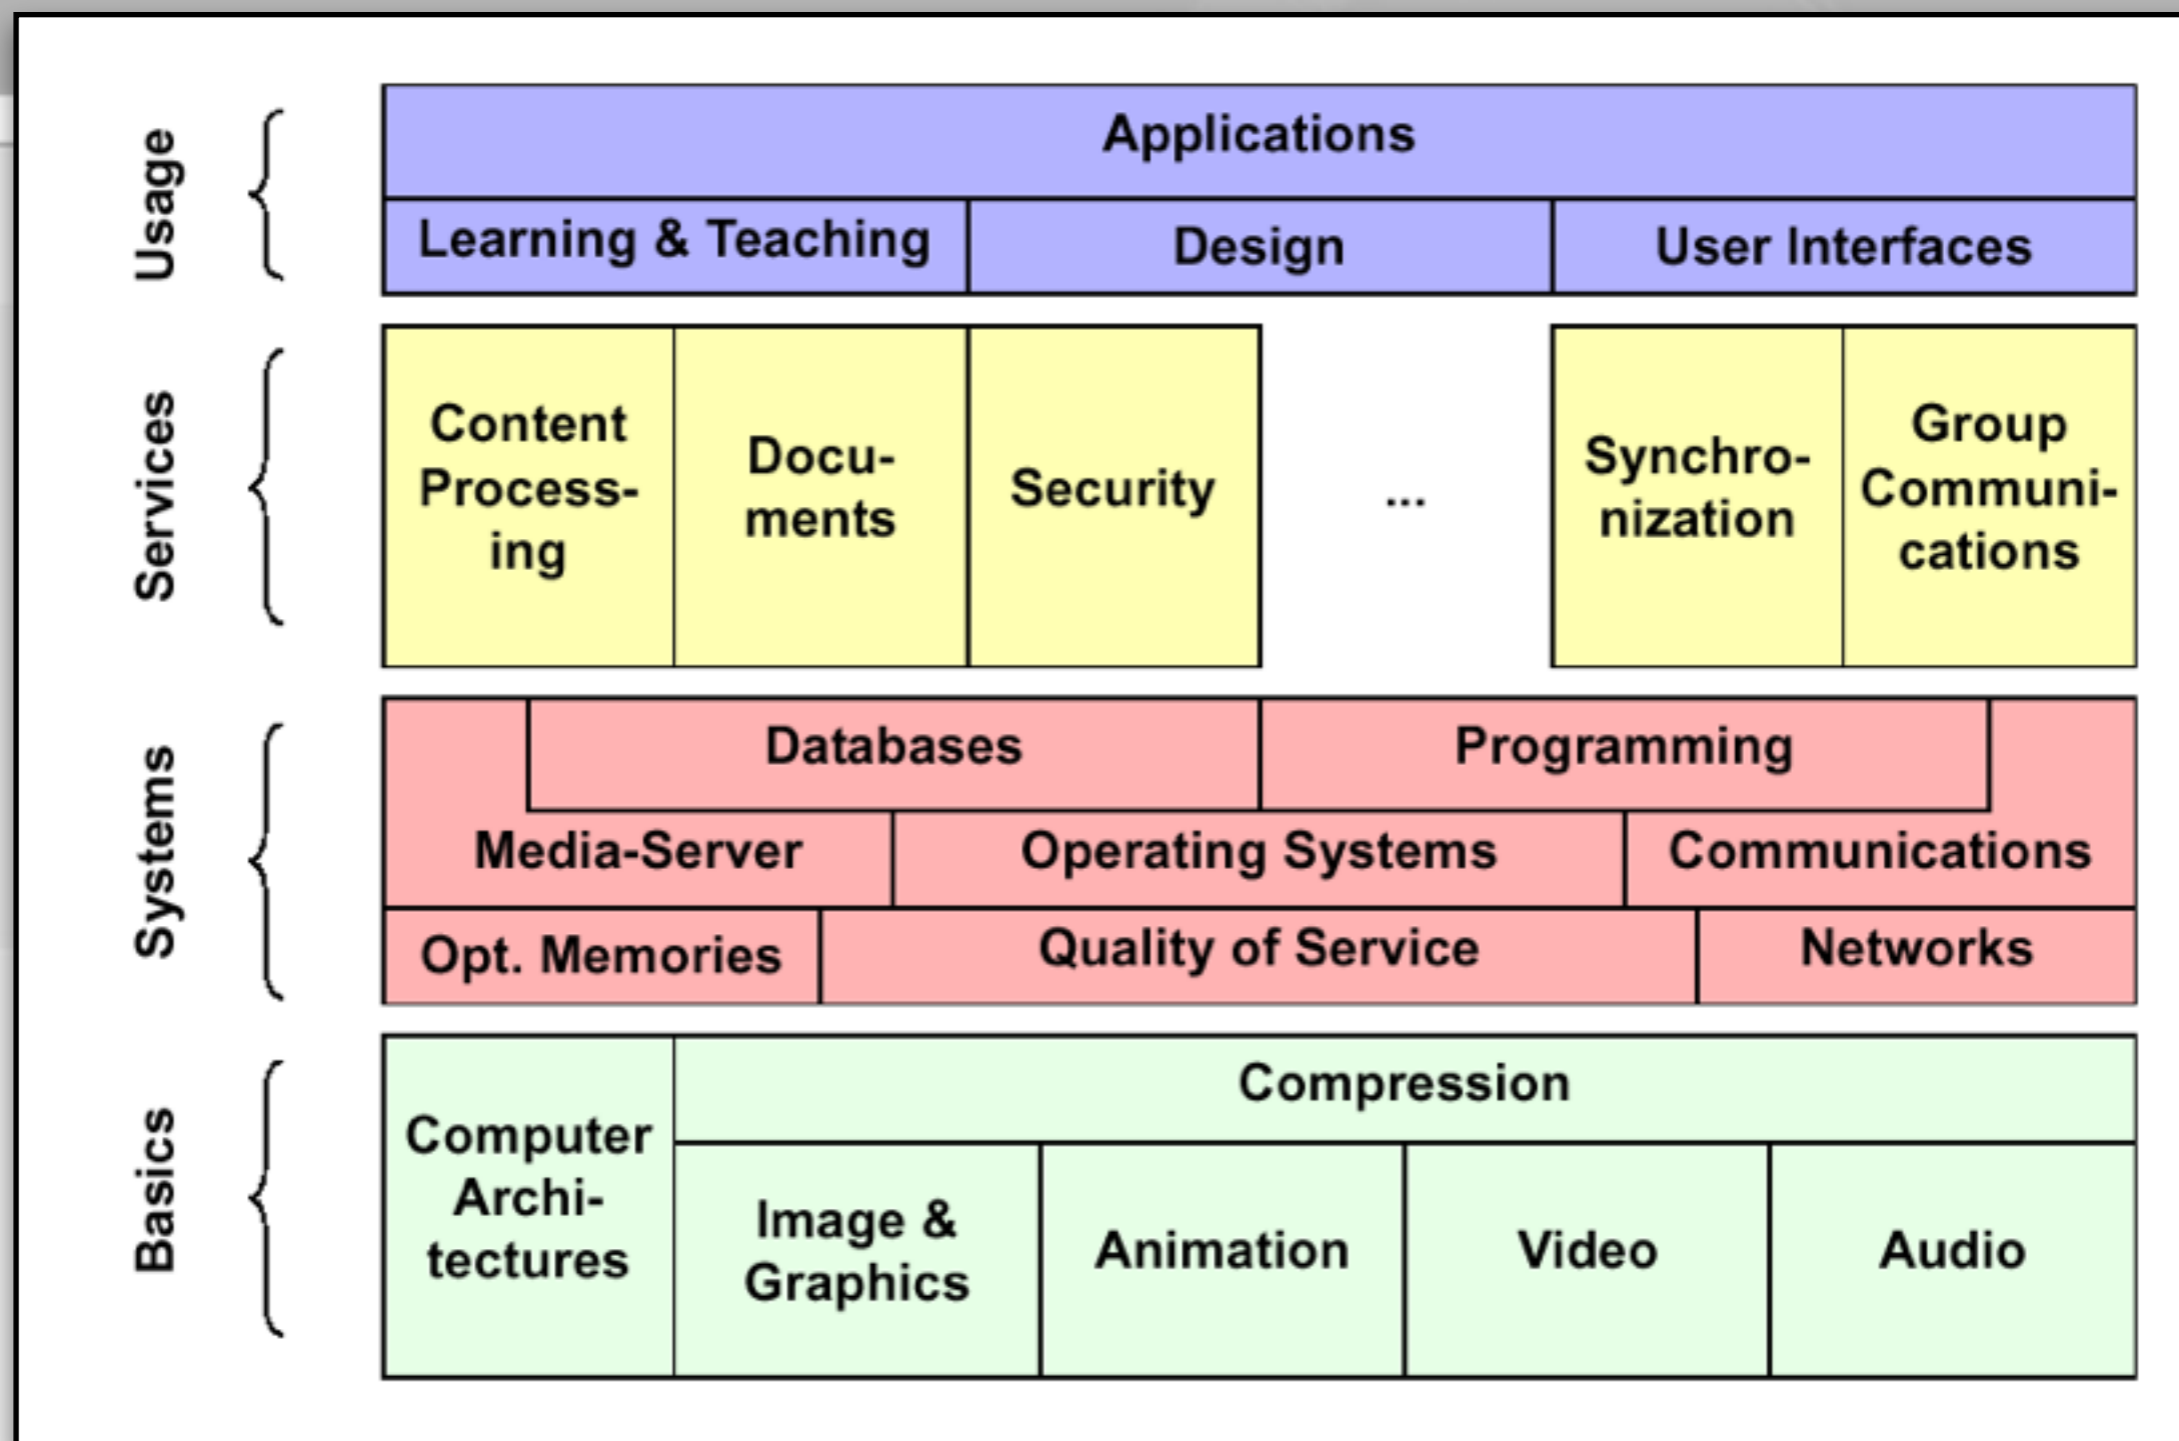 Usage
Applications
Learning & Teaching
Design
User Interfaces
Services
Content
Process-
ing
Docu-
ments
Security
...
Synchro-
nization
Group
Communi-
cations
Systems
Databases
Programming
Media-Server
Operating Systems
Communications
Opt. Memories
Quality of Service
Networks
Basics
Computer
Archi-
tectures
Compression
Image &
Graphics
Animation
Video
Audio